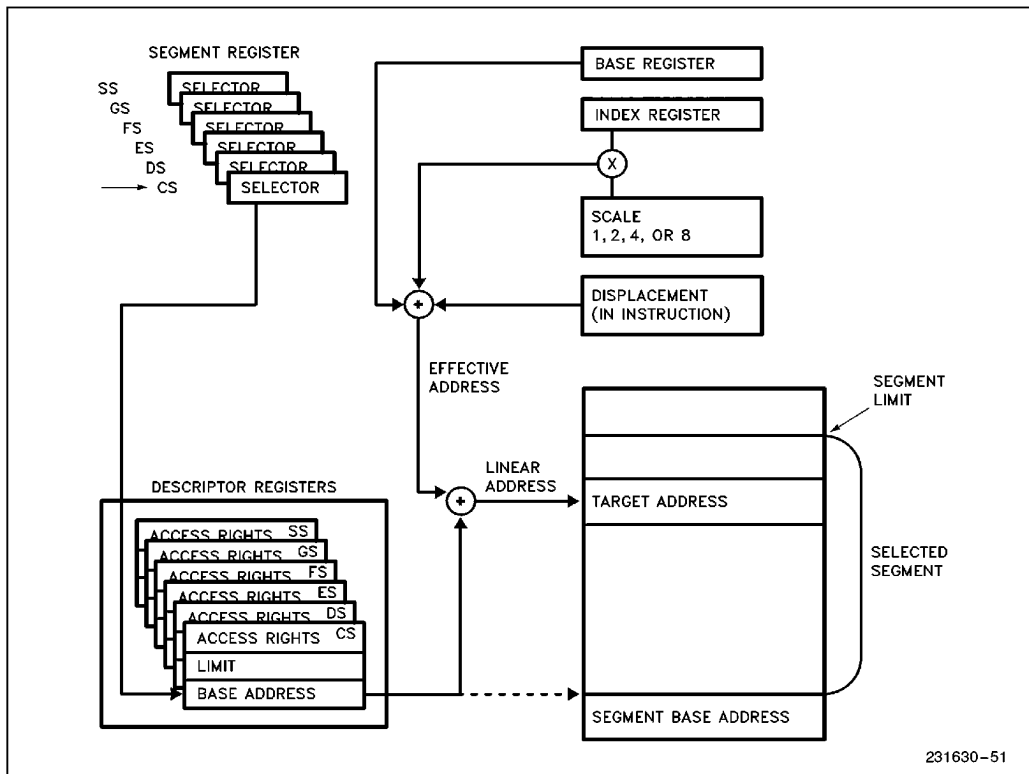 SEGMENT REGISTER
SS
GS
FS
ES
DS
CS
SELECTOR
SELECTOR
SELECTOR
SELECTOR
SELECTOR
SELECTOR
BASE REGISTER
INDEX REGISTER
X
SCALE
1, 2, 4, OR 8
+
DISPLACEMENT
(IN INSTRUCTION)
EFFECTIVE
ADDRESS
SEGMENT
LIMIT
LINEAR
ADDRESS
+
TARGET ADDRESS
SELECTED
SEGMENT
SEGMENT BASE ADDRESS
DESCRIPTOR REGISTERS
ACCESS RIGHTS SS
ACCESS RIGHTS GS
ACCESS RIGHTS FS
ACCESS RIGHTS ES
ACCESS RIGHTS DS
ACCESS RIGHTS CS
LIMIT
BASE ADDRESS
231630-51